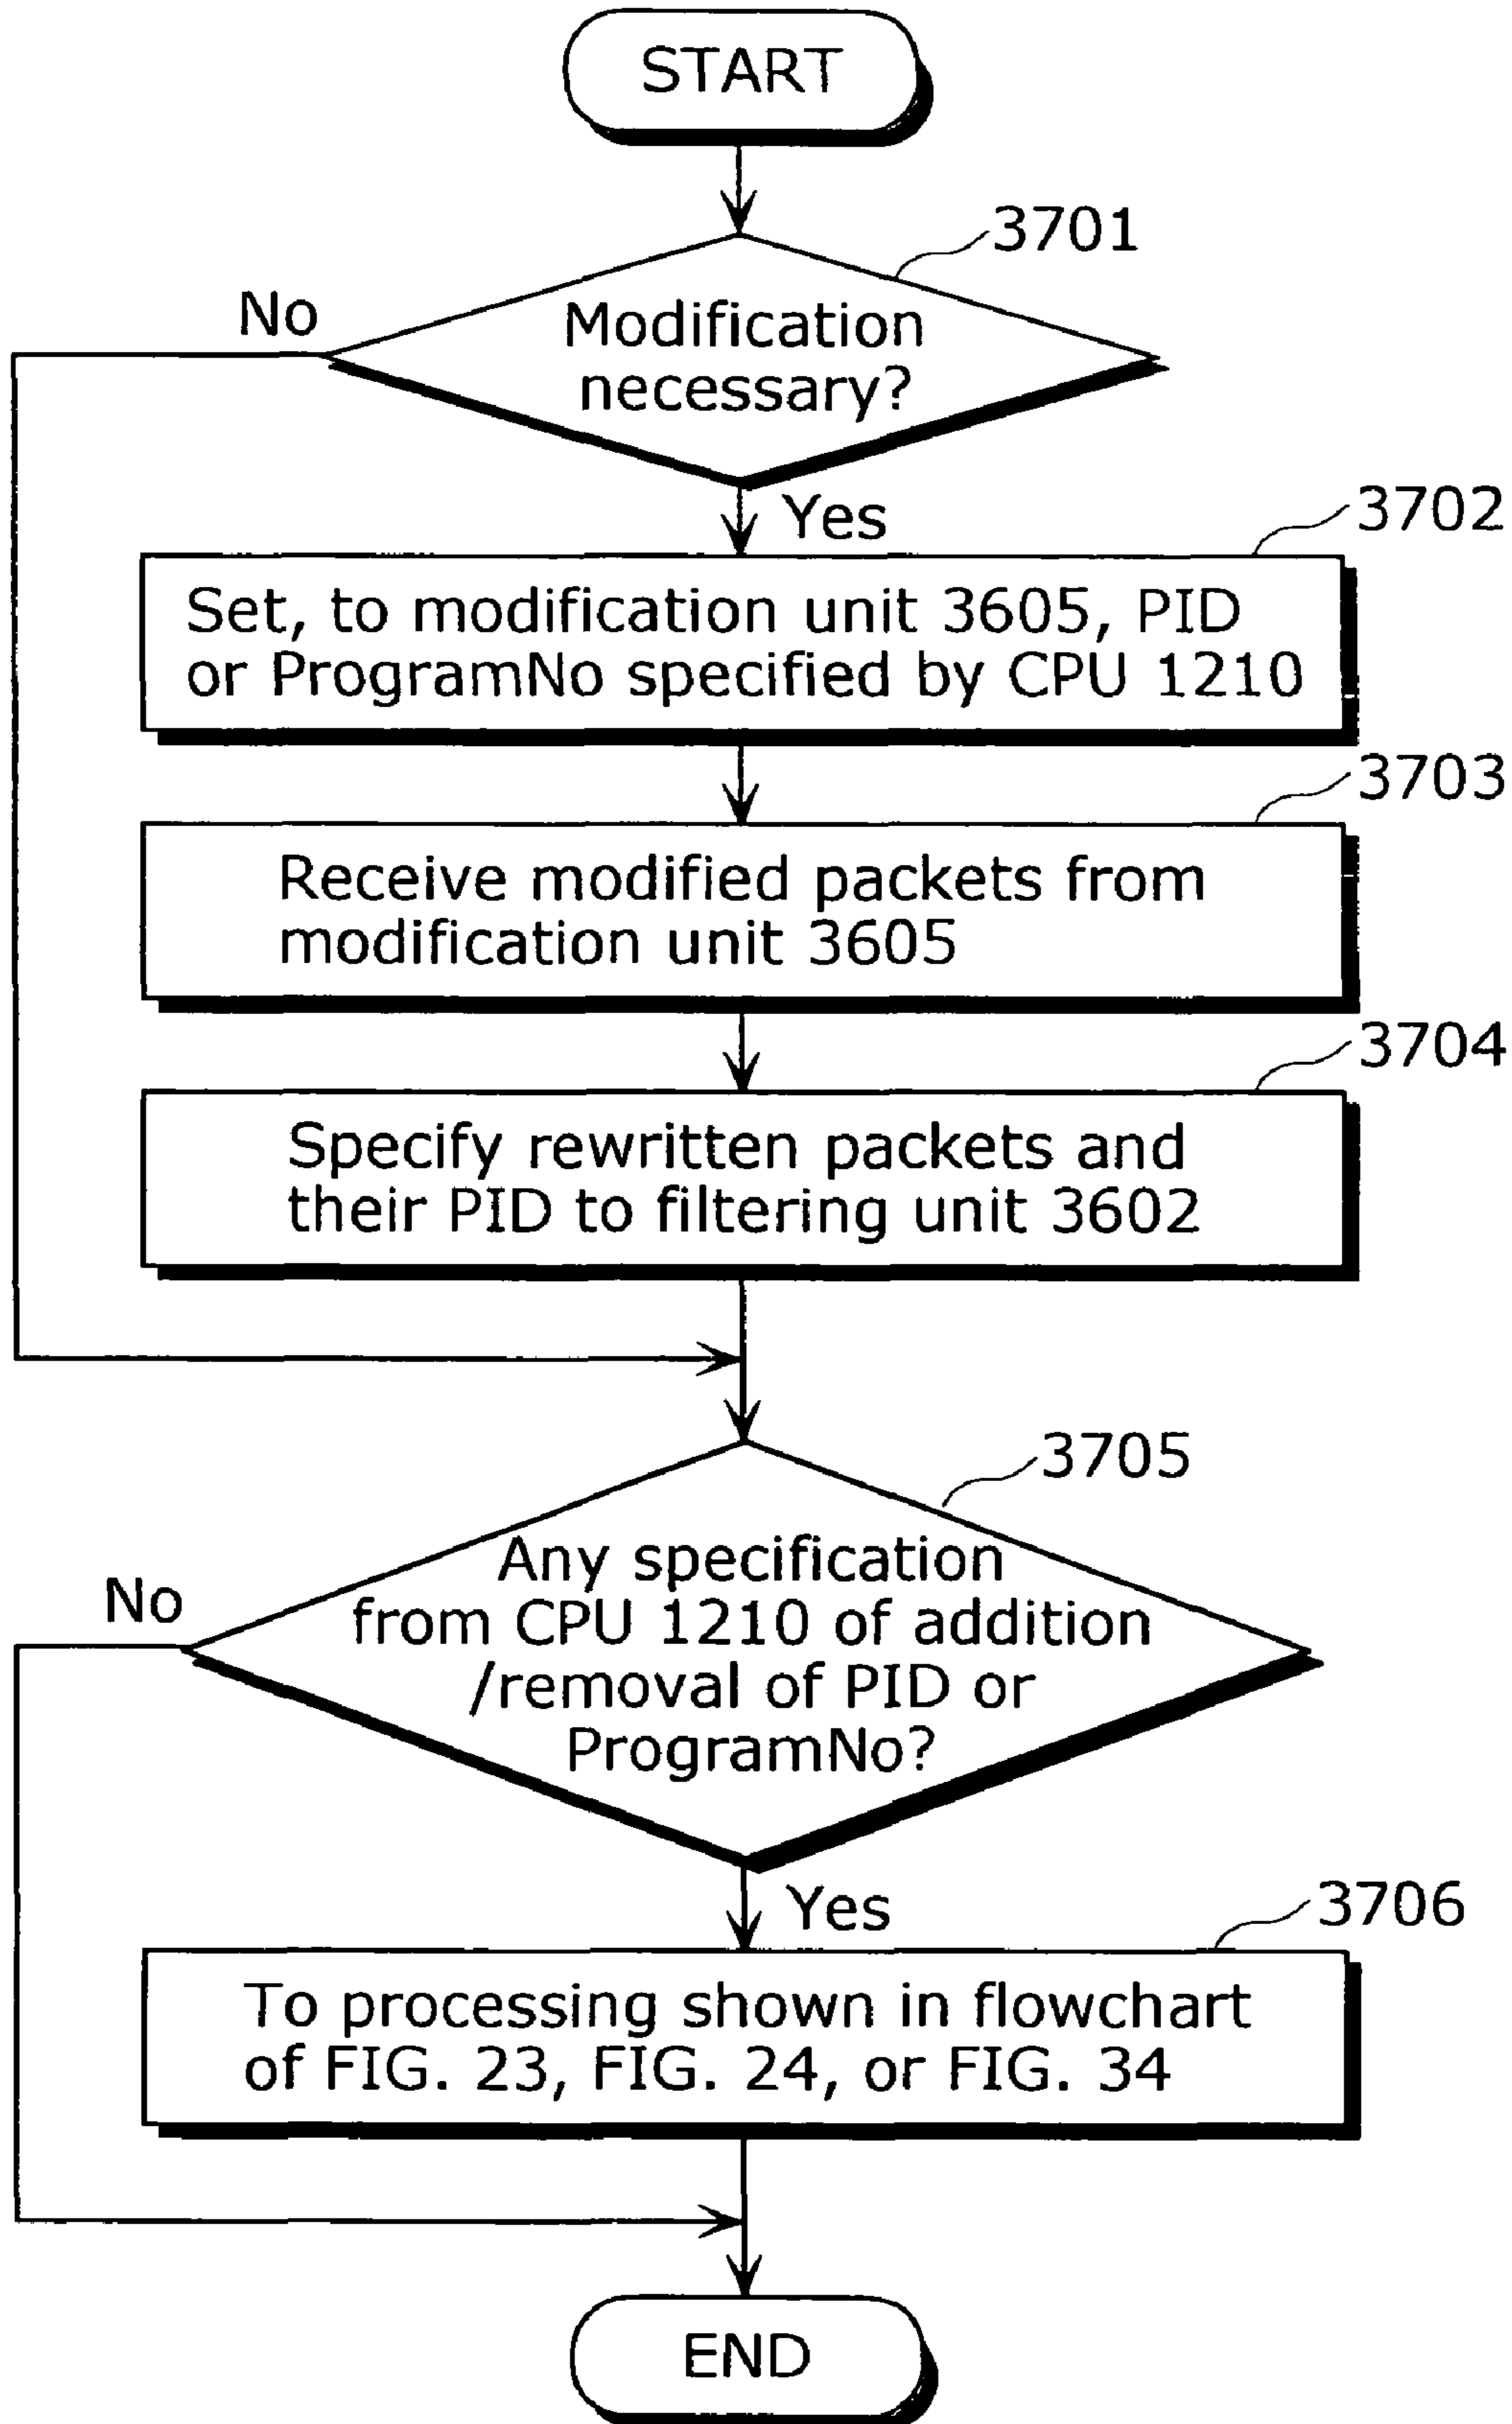 START
3701
No
Modification
necessary?
Yes
3702
Set, to modification unit 3605, PID
or ProgramNo specified by CPU 1210
3703
Receive modified packets from
modification unit 3605
3704
Specify rewritten packets and
their PID to filtering unit 3602
3705
No
Any specification
from CPU 1210 of addition
/removal of PID or
ProgramNo?
Yes
3706
To processing shown in flowchart
of FIG. 23, FIG. 24, or FIG. 34
END